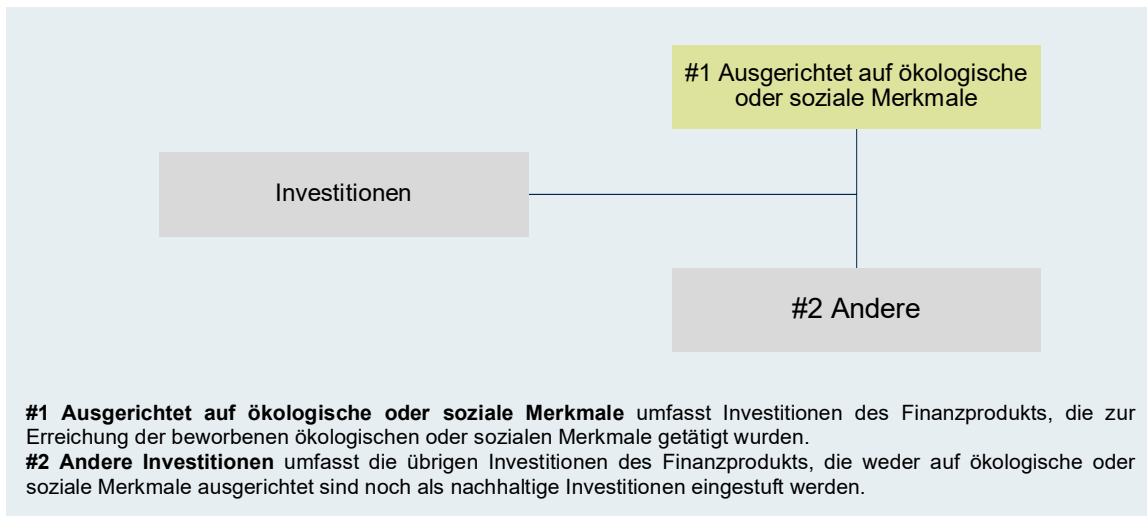 #1 Ausgerichtet auf ökologische
oder soziale Merkmale
Investitionen
#2 Andere
#1 Ausgerichtet auf ökologische oder soziale Merkmale umfasst Investitionen des Finanzprodukts, die zur
Erreichung der beworbenen ökologischen oder sozialen Merkmale getätigt wurden.
#2 Andere Investitionen umfasst die übrigen Investitionen des Finanzprodukts, die weder auf ökologische oder
soziale Merkmale ausgerichtet sind noch als nachhaltige Investitionen eingestuft werden.